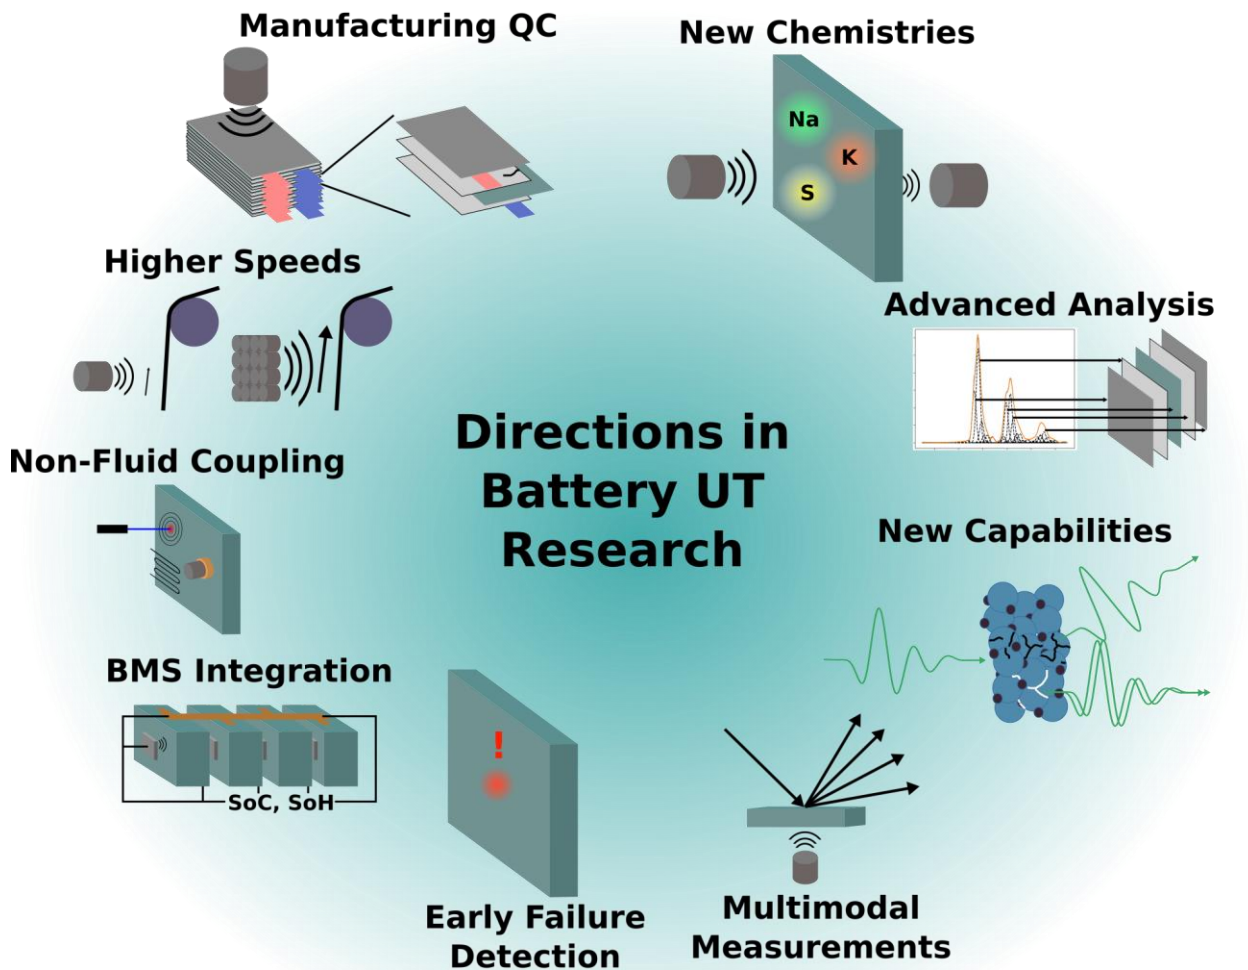 Manufacturing QC
New Chemistries
Na
K
S
Higher Speeds
Advanced Analysis
Directions in
Battery UT
Research
Non-Fluid Coupling
New Capabilities
BMS Integration
SoC, SoH
!
Early Failure
Detection
Multimodal
Measurements